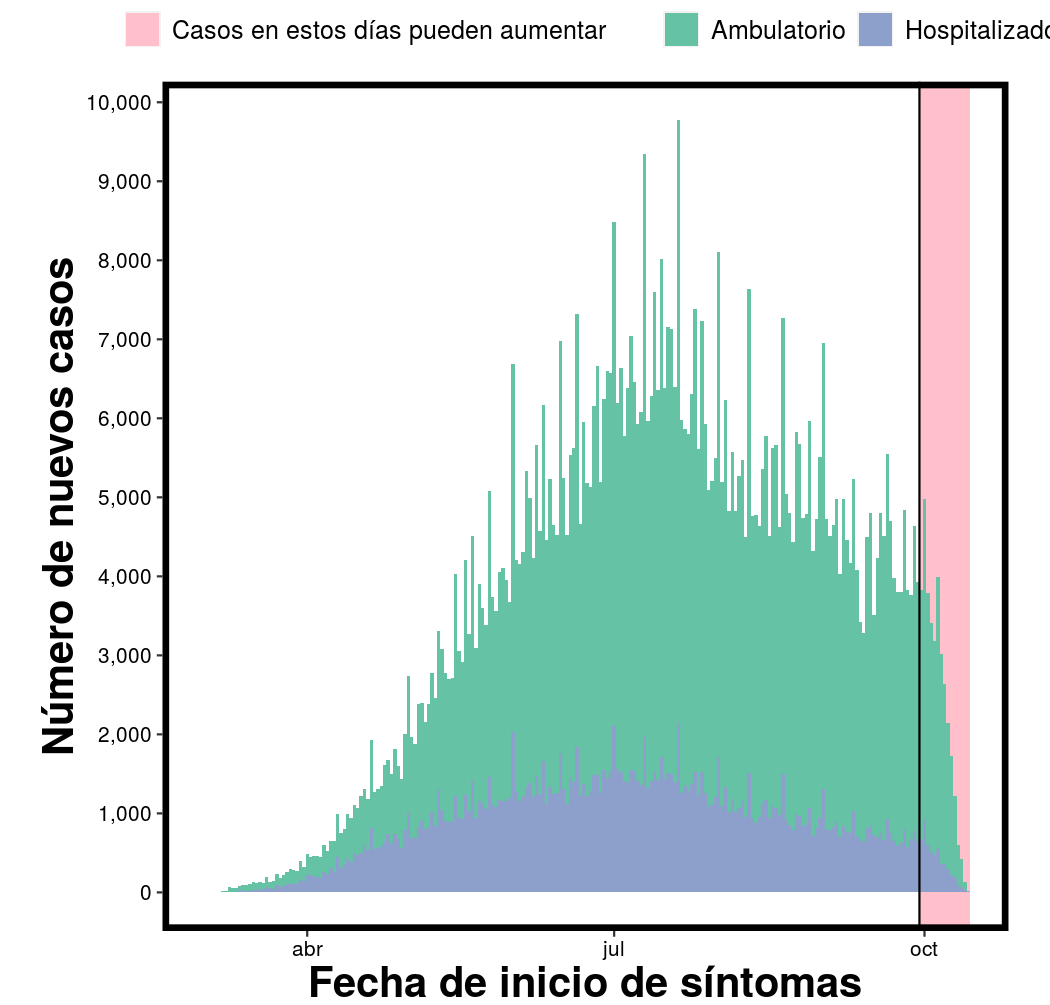 Casos en estos días pueden aumentar Ambulatorio Hospitalizado
10,000
9,000
8,000
7,000
6,000
5,000
4,000
3,000
2,000
1,000
0
Número de nuevos casos
abr jul oct
Fecha de inicio de síntomas